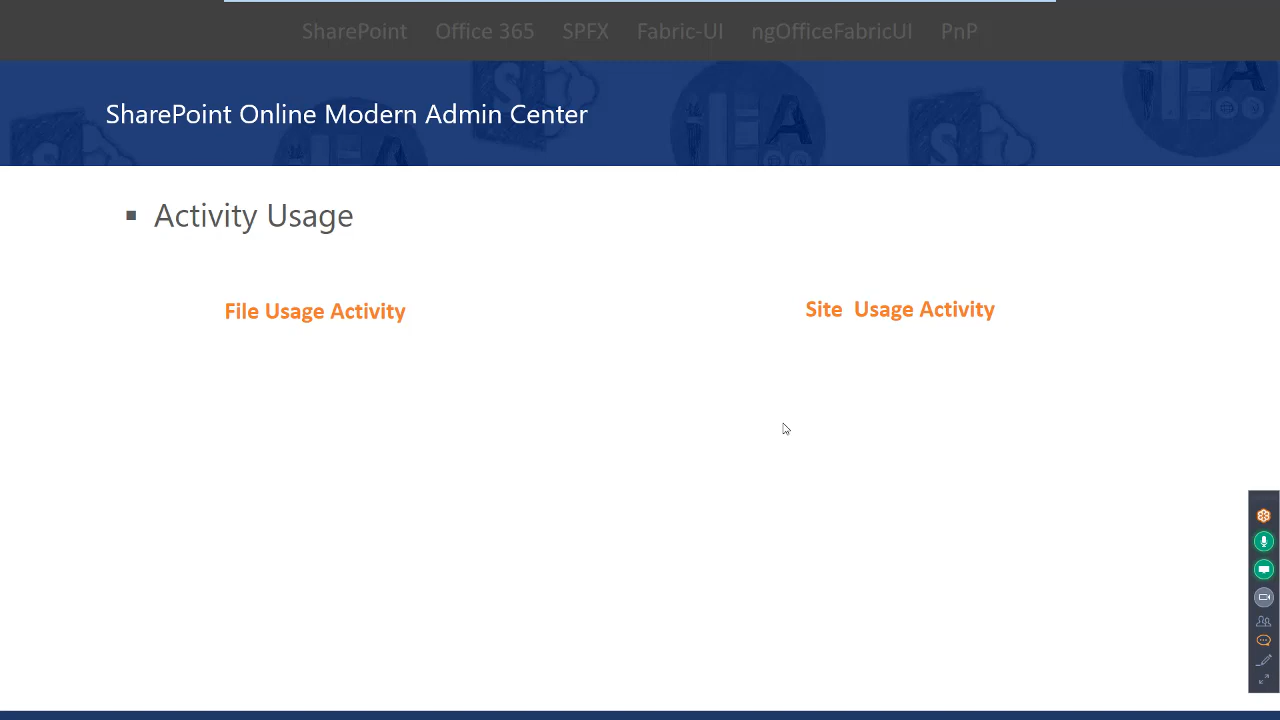 SharePoint Office 365 SPFX Fabric-UI ngOfficeFabricUI PnP
SharePoint Online Modern Admin Center
▪ Activity Usage
File Usage Activity
Site  Usage Activity